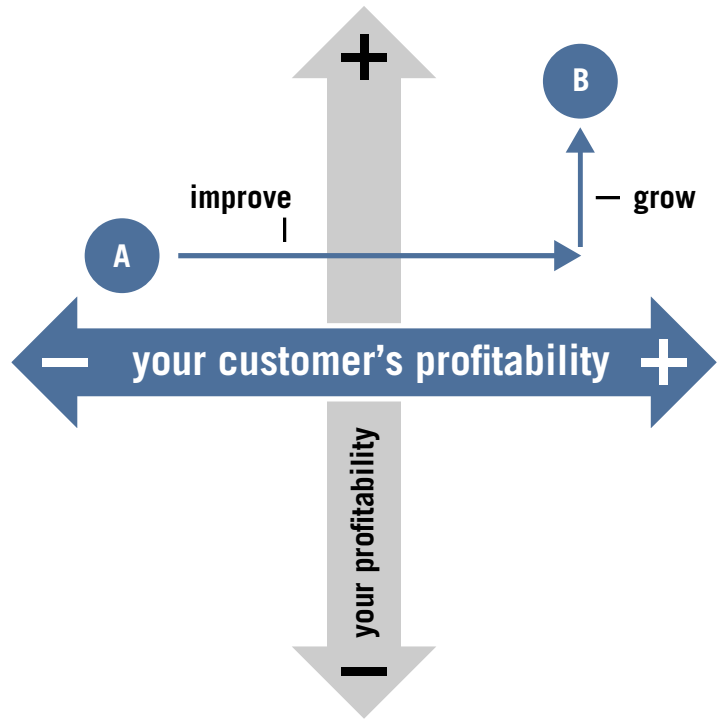 +
B
improve
— grow
A
− your customer’s profitability +
your profitability
−